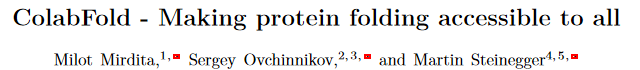 ColabFold - Making protein folding accessible to all
Milot Mirdita,1, Sergey Ovchinnikov,2, 3, and Martin Steinegger4, 5,